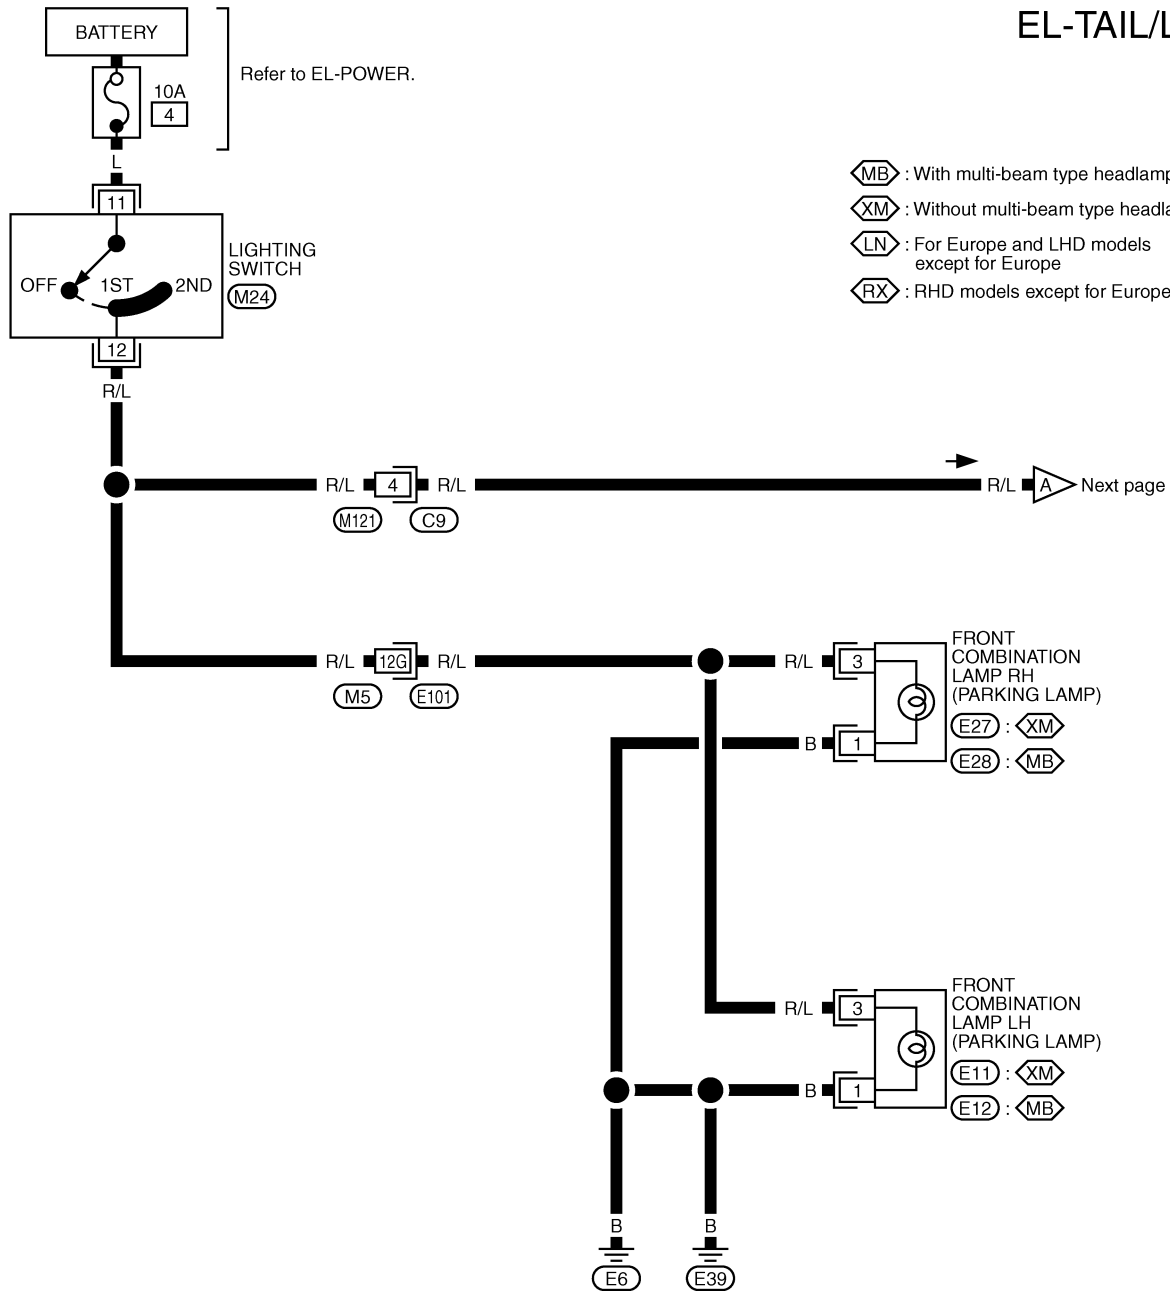 EL-TAIL/L
BATTERY
Refer to EL-POWER.
10A
4
L
11
OFF
1ST
2ND
LIGHTING
SWITCH
M24
12
R/L
MB : With multi-beam type headlamp
XM : Without multi-beam type headla
LN : For Europe and LHD models
except for Europe
RX : RHD models except for Europe
R/L 4 R/L
R/L A Next page
M121 C9
R/L 12G R/L
M5 E101
R/L 3
B 1
FRONT
COMBINATION
LAMP RH
(PARKING LAMP)
E27 : XM
E28 : MB
R/L 3
B 1
FRONT
COMBINATION
LAMP LH
(PARKING LAMP)
E11 : XM
E12 : MB
B B
E6 E39